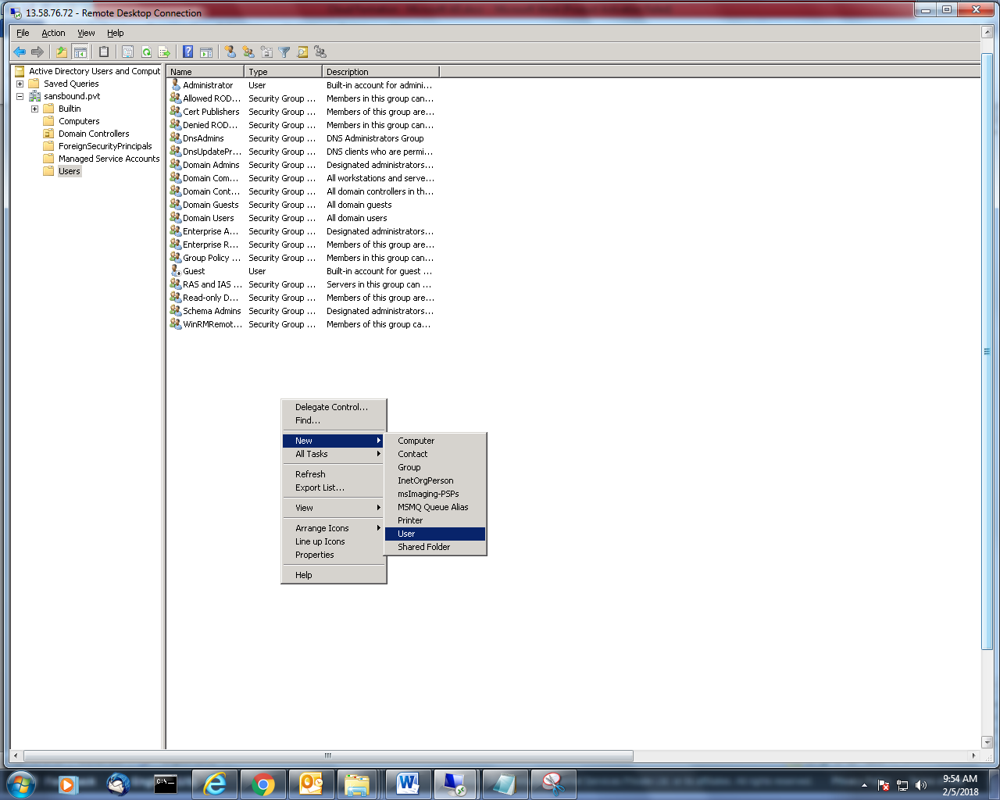 13.58.76.72 - Remote Desktop Connection
File Action View Help
Active Directory Users and Comput
Saved Queries
sansbound.pvt
Builtin
Computers
Domain Controllers
ForeignSecurityPrincipals
Managed Service Accounts
Users
Name Type Description
Administrator User Built-in account for admini...
Allowed ROD... Security Group ... Members in this group can...
Cert Publishers Security Group ... Members of this group are...
Denied ROD... Security Group ... Members in this group can...
DnsAdmins Security Group ... DNS Administrators Group
DnsUpdatePr... Security Group ... DNS clients who are permi...
Domain Admins Security Group ... Designated administrators...
Domain Com... Security Group ... All workstations and serve...
Domain Cont... Security Group ... All domain controllers in th...
Domain Guests Security Group ... All domain guests
Domain Users Security Group ... All domain users
Enterprise A... Security Group ... Designated administrators...
Enterprise R... Security Group ... Members of this group are...
Group Policy ... Security Group ... Members in this group can...
Guest User Built-in account for guest ...
RAS and IAS ... Security Group ... Servers in this group can ...
Read-only D... Security Group ... Members of this group are...
Schema Admins Security Group ... Designated administrators...
WinRMRemot... Security Group ... Members of this group ca...
Delegate Control...
Find...
New
All Tasks
Refresh
Export List...
View
Arrange Icons
Line up Icons
Properties
Help
Computer
Contact
Group
InetOrgPerson
msImaging-PSPs
MSMQ Queue Alias
Printer
User
Shared Folder
9:54 AM
2/5/2018